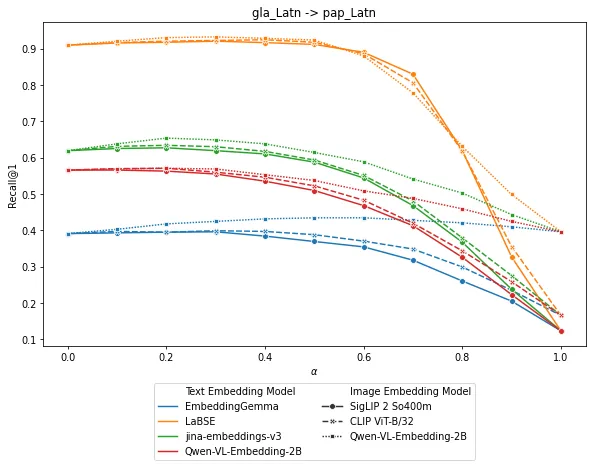 gla_Latn -> pap_Latn
Recall@1
0.9
0.8
0.7
0.6
0.5
0.4
0.3
0.2
0.1
0.0 0.2 0.4 0.6 0.8 1.0
α
Text Embedding Model Image Embedding Model
EmbeddingGemma SigLIP 2 So400m
LaBSE CLIP ViT-B/32
jina-embeddings-v3 Qwen-VL-Embedding-2B
Qwen-VL-Embedding-2B